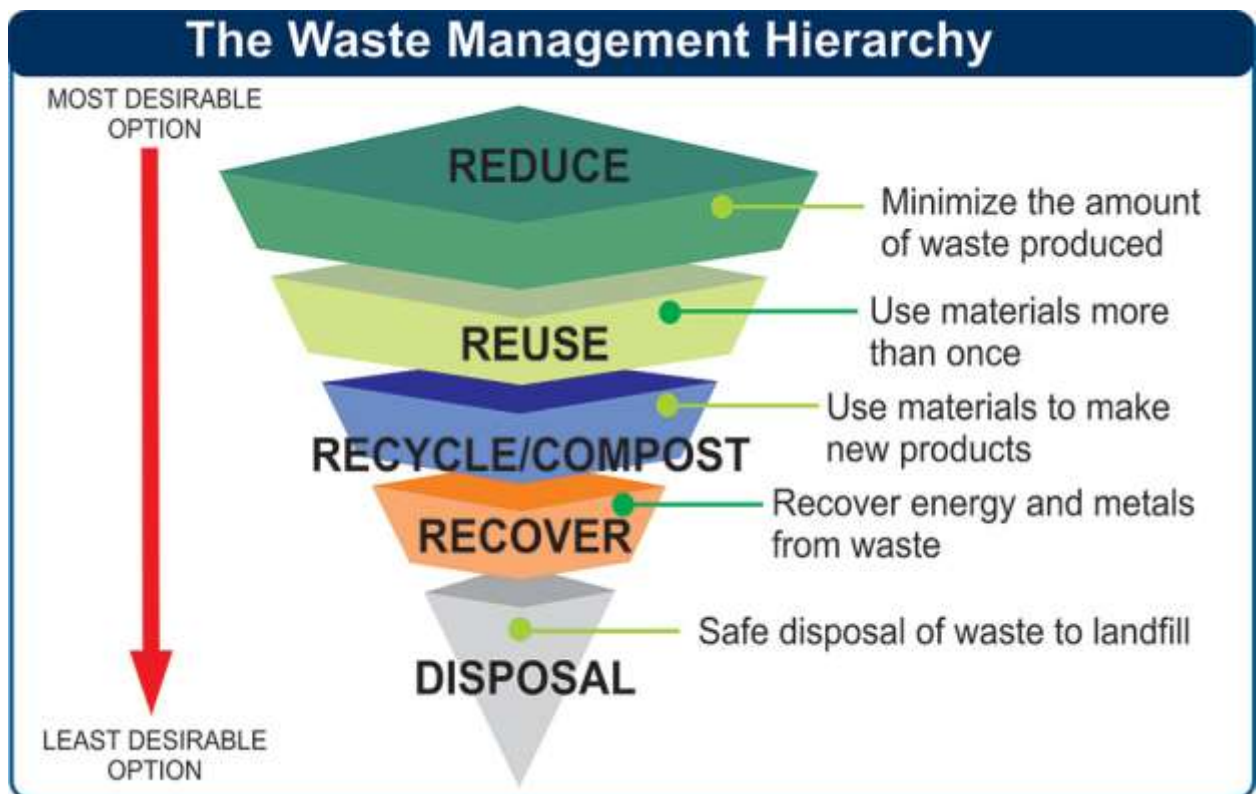 The Waste Management Hierarchy
MOST DESIRABLE
OPTION
REDUCE
Minimize the amount
of waste produced
REUSE
Use materials more
than once
RECYCLE/COMPOST
Use materials to make
new products
RECOVER
Recover energy and metals
from waste
DISPOSAL
Safe disposal of waste to landfill
LEAST DESIRABLE
OPTION